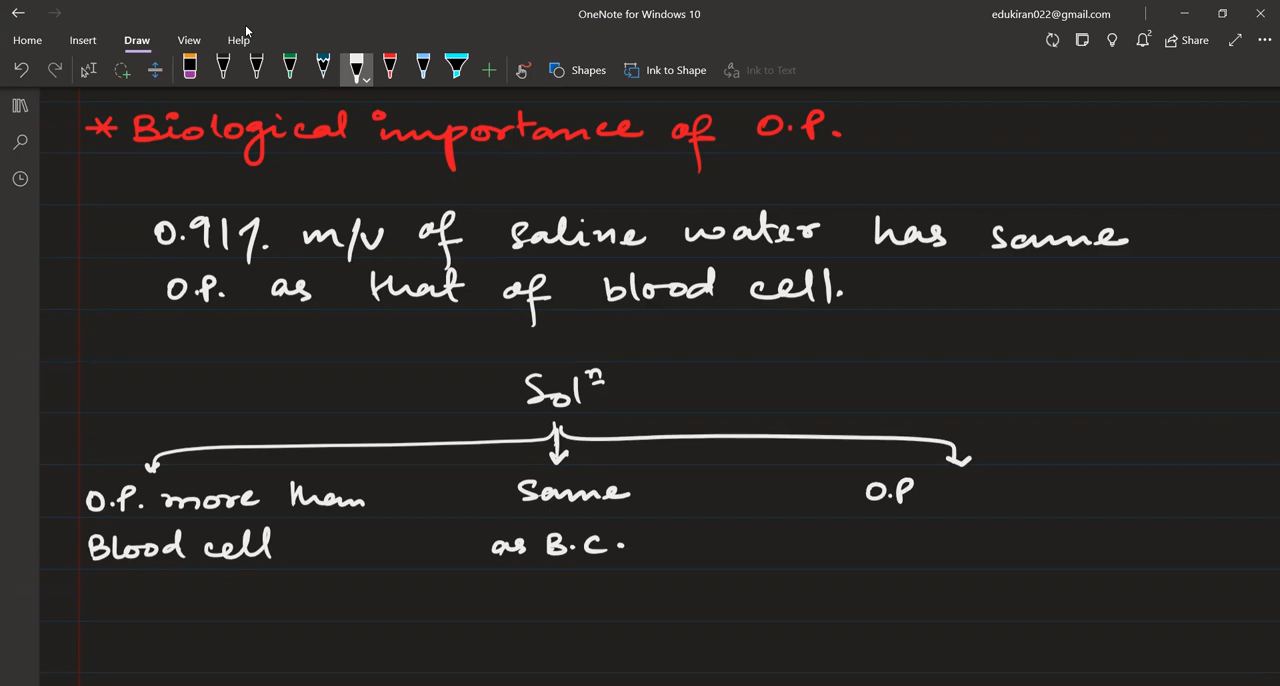 OneNote for Windows 10
edukiran022@gmail.com
Home Insert Draw View Help
Share
Shapes Ink to Shape Ink to Text
* Biological importance of O.P.
0.91%. m/v of saline water has same
O.P. as that of blood cell.
Solⁿ
O.P. more than Same O.P
Blood cell as B.C.